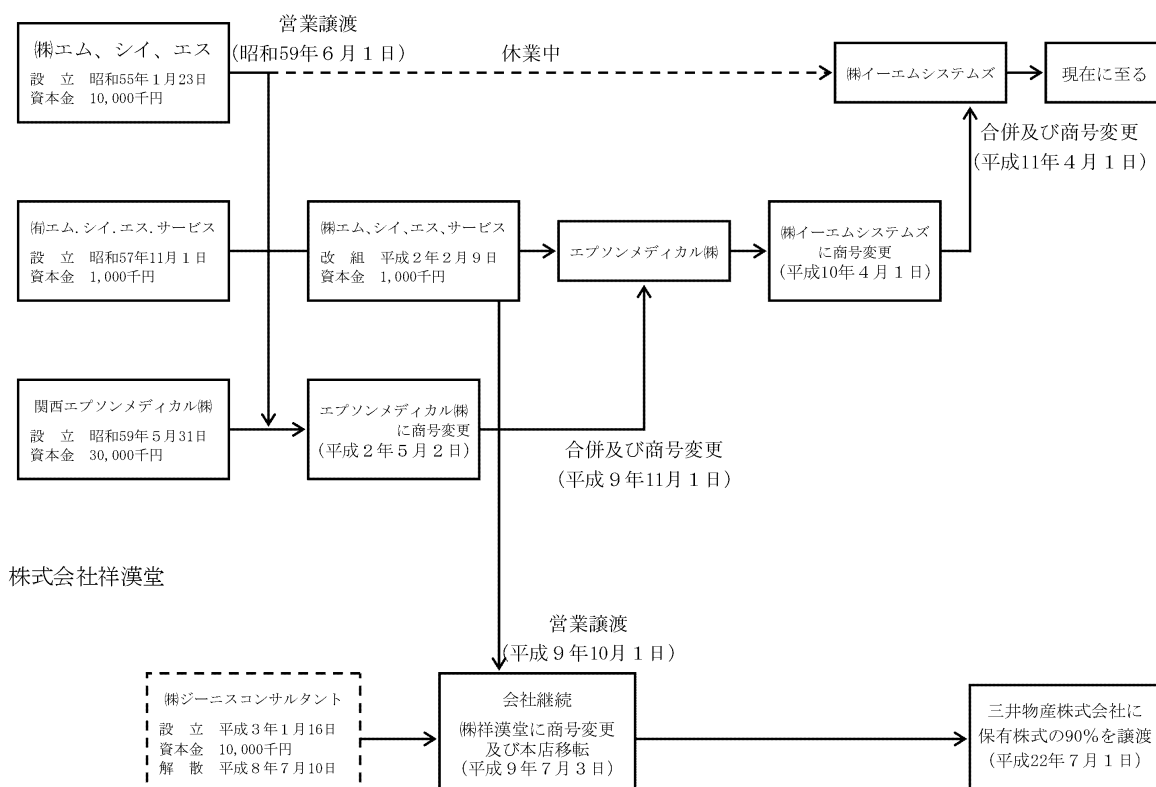 営業譲渡
(昭和59年6月1日)
㈱エム、シイ、エス
設　立　昭和55年1月23日
資本金　10,000千円
休業中
㈱イーエムシステムズ
現在に至る
合併及び商号変更
(平成11年4月1日)
㈲エム.シイ.エス.サービス
設　立　昭和57年11月1日
資本金　1,000千円
㈱エム、シイ、エス、サービス
改　組　平成2年2月9日
資本金　1,000千円
エプソンメディカル㈱
㈱イーエムシステムズ
に商号変更
(平成10年4月1日)
関西エプソンメディカル㈱
設　立　昭和59年5月31日
資本金　30,000千円
エプソンメディカル㈱
に商号変更
(平成2年5月2日)
合併及び商号変更
(平成9年11月1日)
株式会社祥漢堂
営業譲渡
(平成9年10月1日)
㈱ジーニスコンサルタント
設　立　平成3年1月16日
資本金　10,000千円
解　散　平成8年7月10日
会社継続
㈱祥漢堂に商号変更
及び本店移転
(平成9年7月3日)
三井物産株式会社に
保有株式の90%を譲渡
(平成22年7月1日)